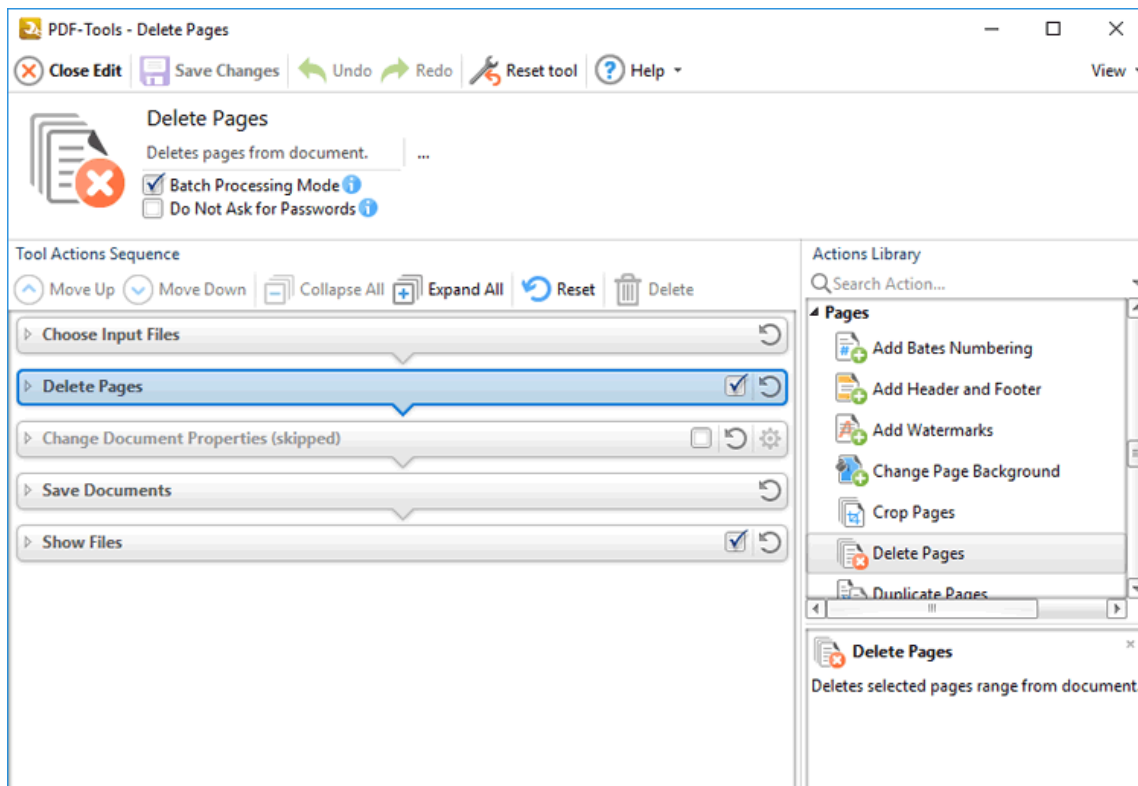 PDF-Tools - Delete Pages
Close Edit Save Changes Undo Redo Reset tool Help View
Delete Pages
Deletes pages from document. ...
Batch Processing Mode
Do Not Ask for Passwords
Tool Actions Sequence
Move Up Move Down Collapse All Expand All Reset Delete
Choose Input Files
Delete Pages
Change Document Properties (skipped)
Save Documents
Show Files
Actions Library
Search Action...
Pages
Add Bates Numbering
Add Header and Footer
Add Watermarks
Change Page Background
Crop Pages
Delete Pages
Duplicate Pages
Delete Pages
Deletes selected pages range from document